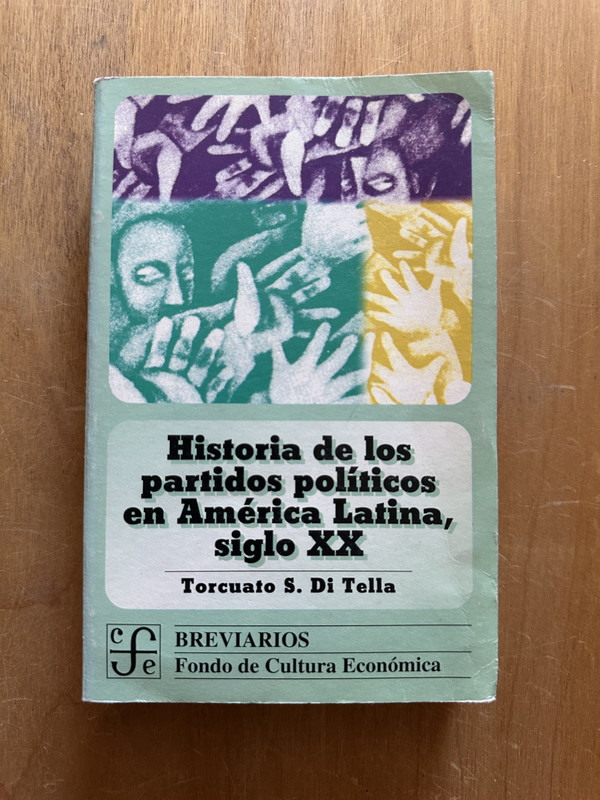 Historia de los
partidos políticos
en América Latina,
siglo XX
Torcuato S. Di Tella
cfe
BREVIARIOS
Fondo de Cultura Económica